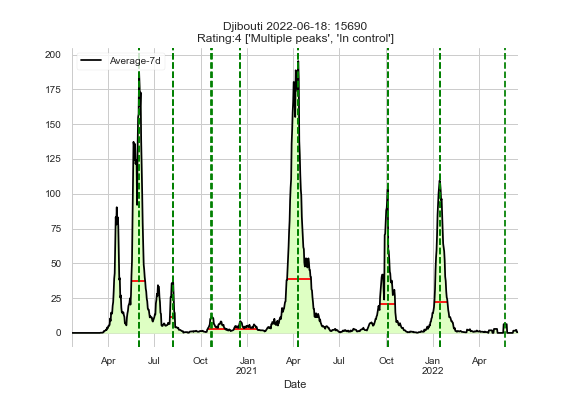 Djibouti 2022-06-18: 15690
Rating:4 ['Multiple peaks', 'In control']
Average-7d
200
175
150
125
100
75
50
25
0
Apr Jul Oct Jan Apr Jul Oct Jan Apr
2021 2022
Date